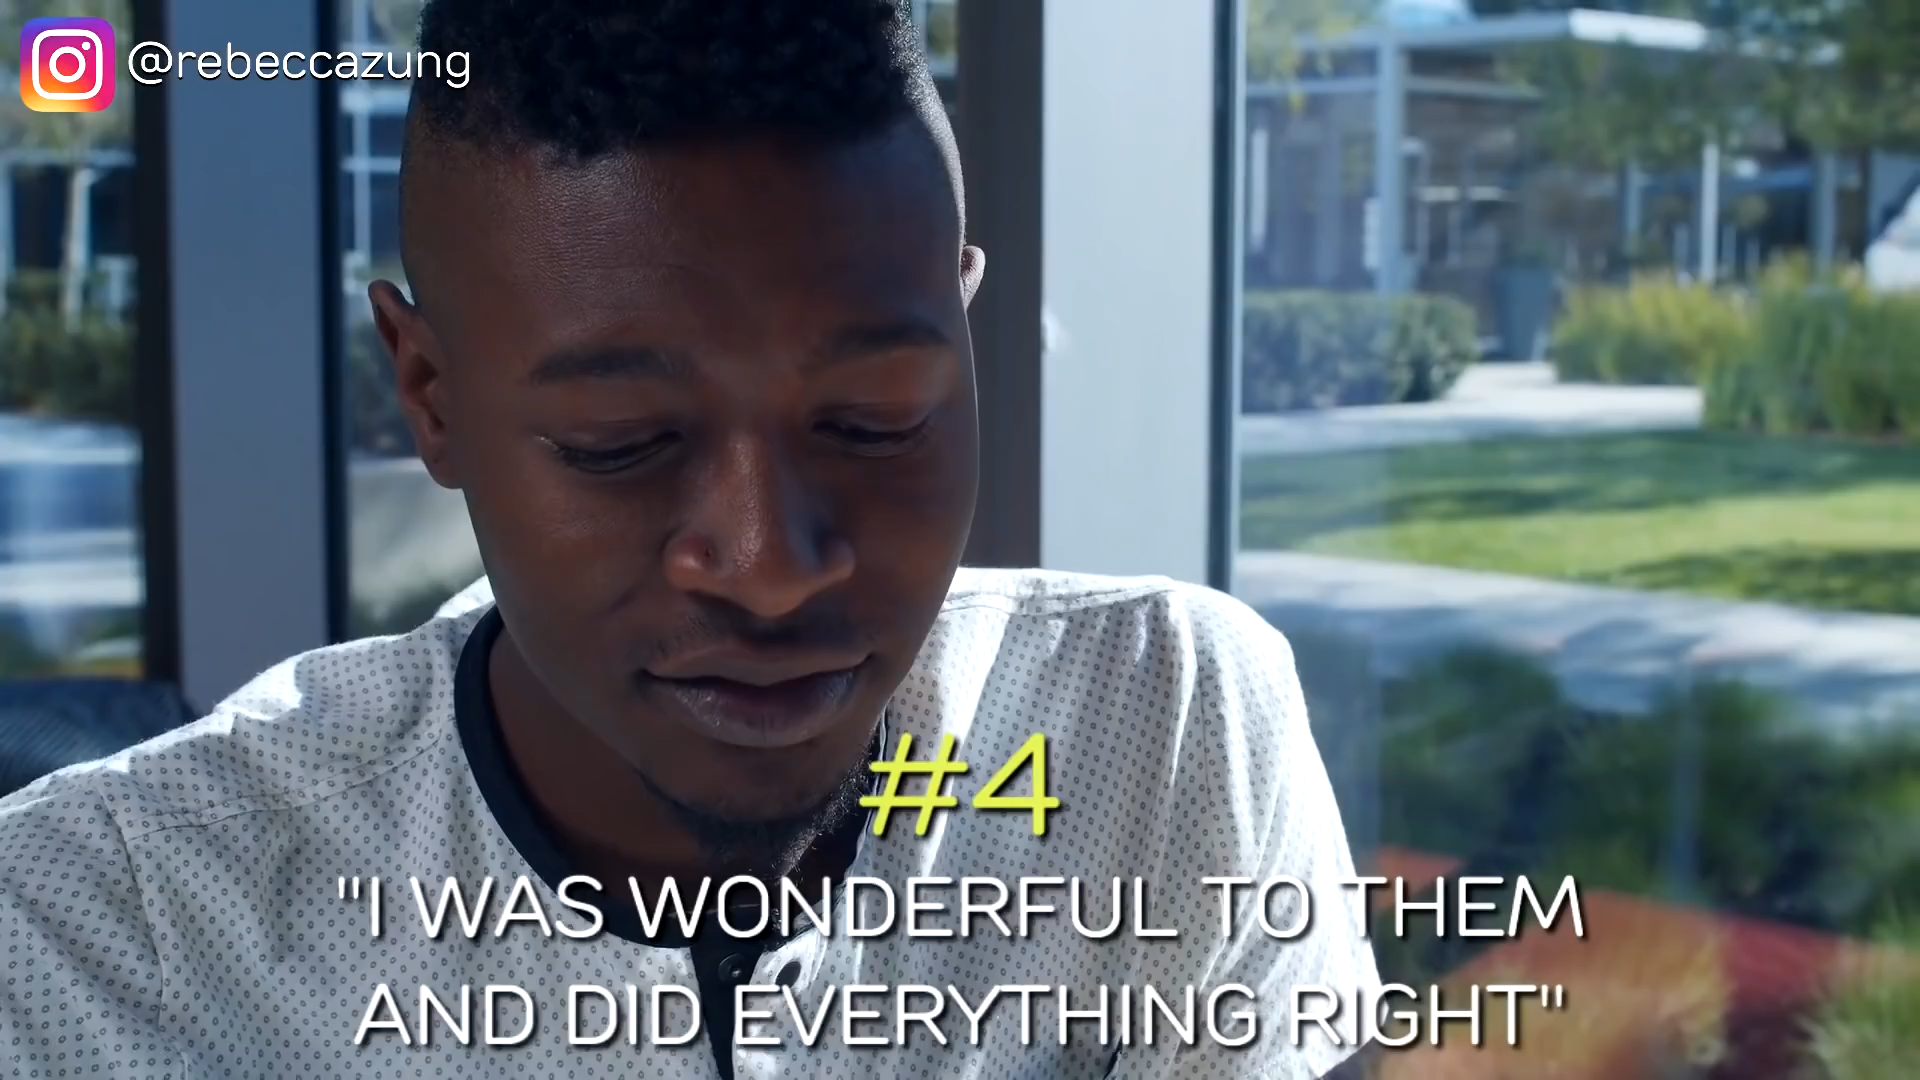 @rebeccazung
#4
"I WAS WONDERFUL TO THEM
AND DID EVERYTHING RIGHT"